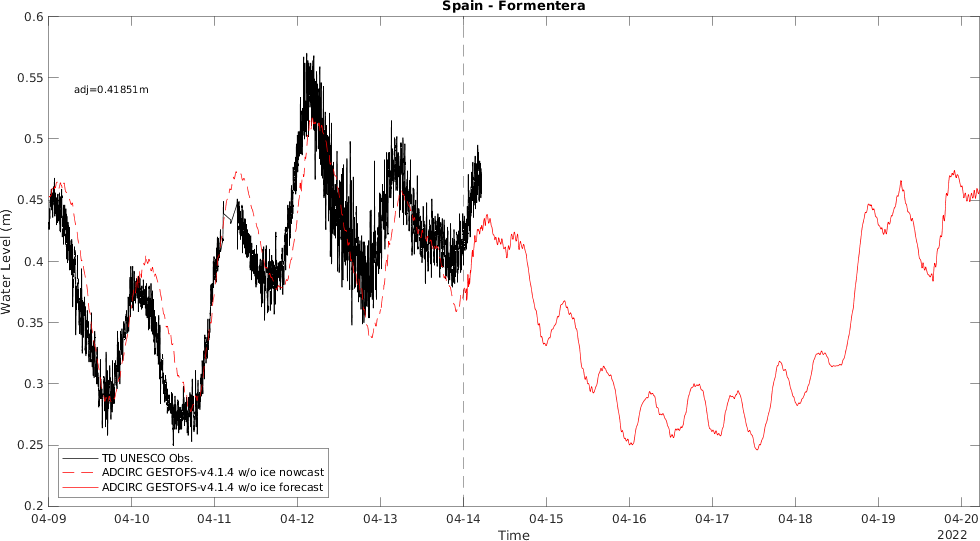 Spain - Formentera
0.6
0.55
adj=0.41851m
0.5
0.45
0.4
0.35
0.3
0.25
0.2
Water Level (m)
TD UNESCO Obs.
ADCIRC GESTOFS-v4.1.4 w/o ice nowcast
ADCIRC GESTOFS-v4.1.4 w/o ice forecast
04-09 04-10 04-11 04-12 04-13 04-14 04-15 04-16 04-17 04-18 04-19 04-20
Time
2022